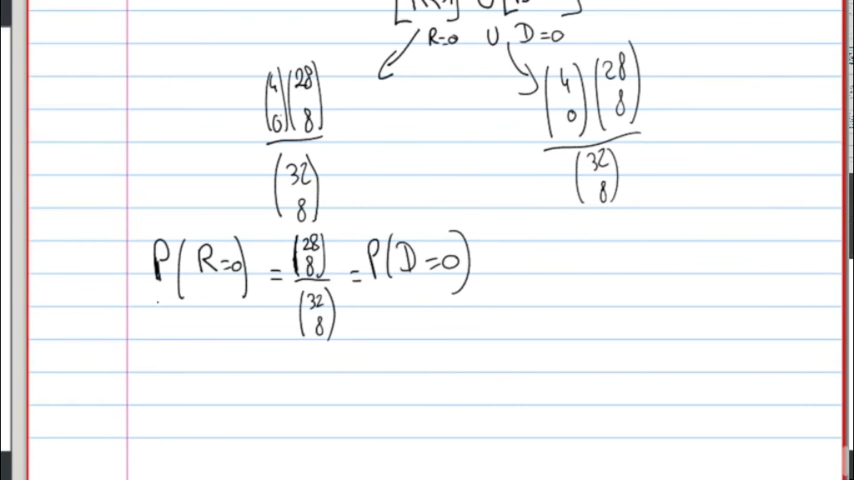 R=0 U D=0
(4 0)(28 8) / (32 8) (4 0)(28 8) / (32 8)
P(R=0) = (28 8) / (32 8) = P(D=0)